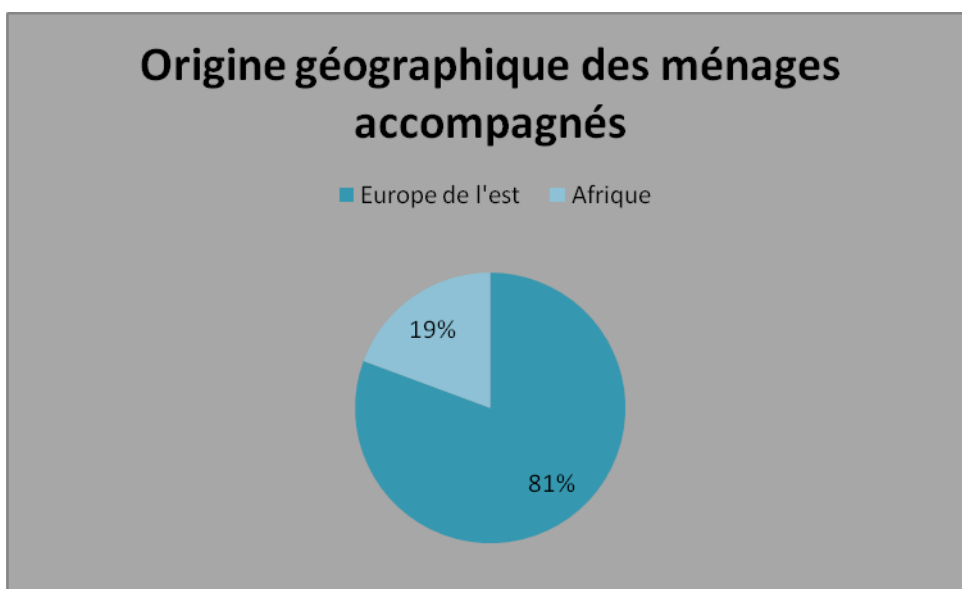 Origine géographique des ménages
accompagnés
Europe de l'est Afrique
19%
81%